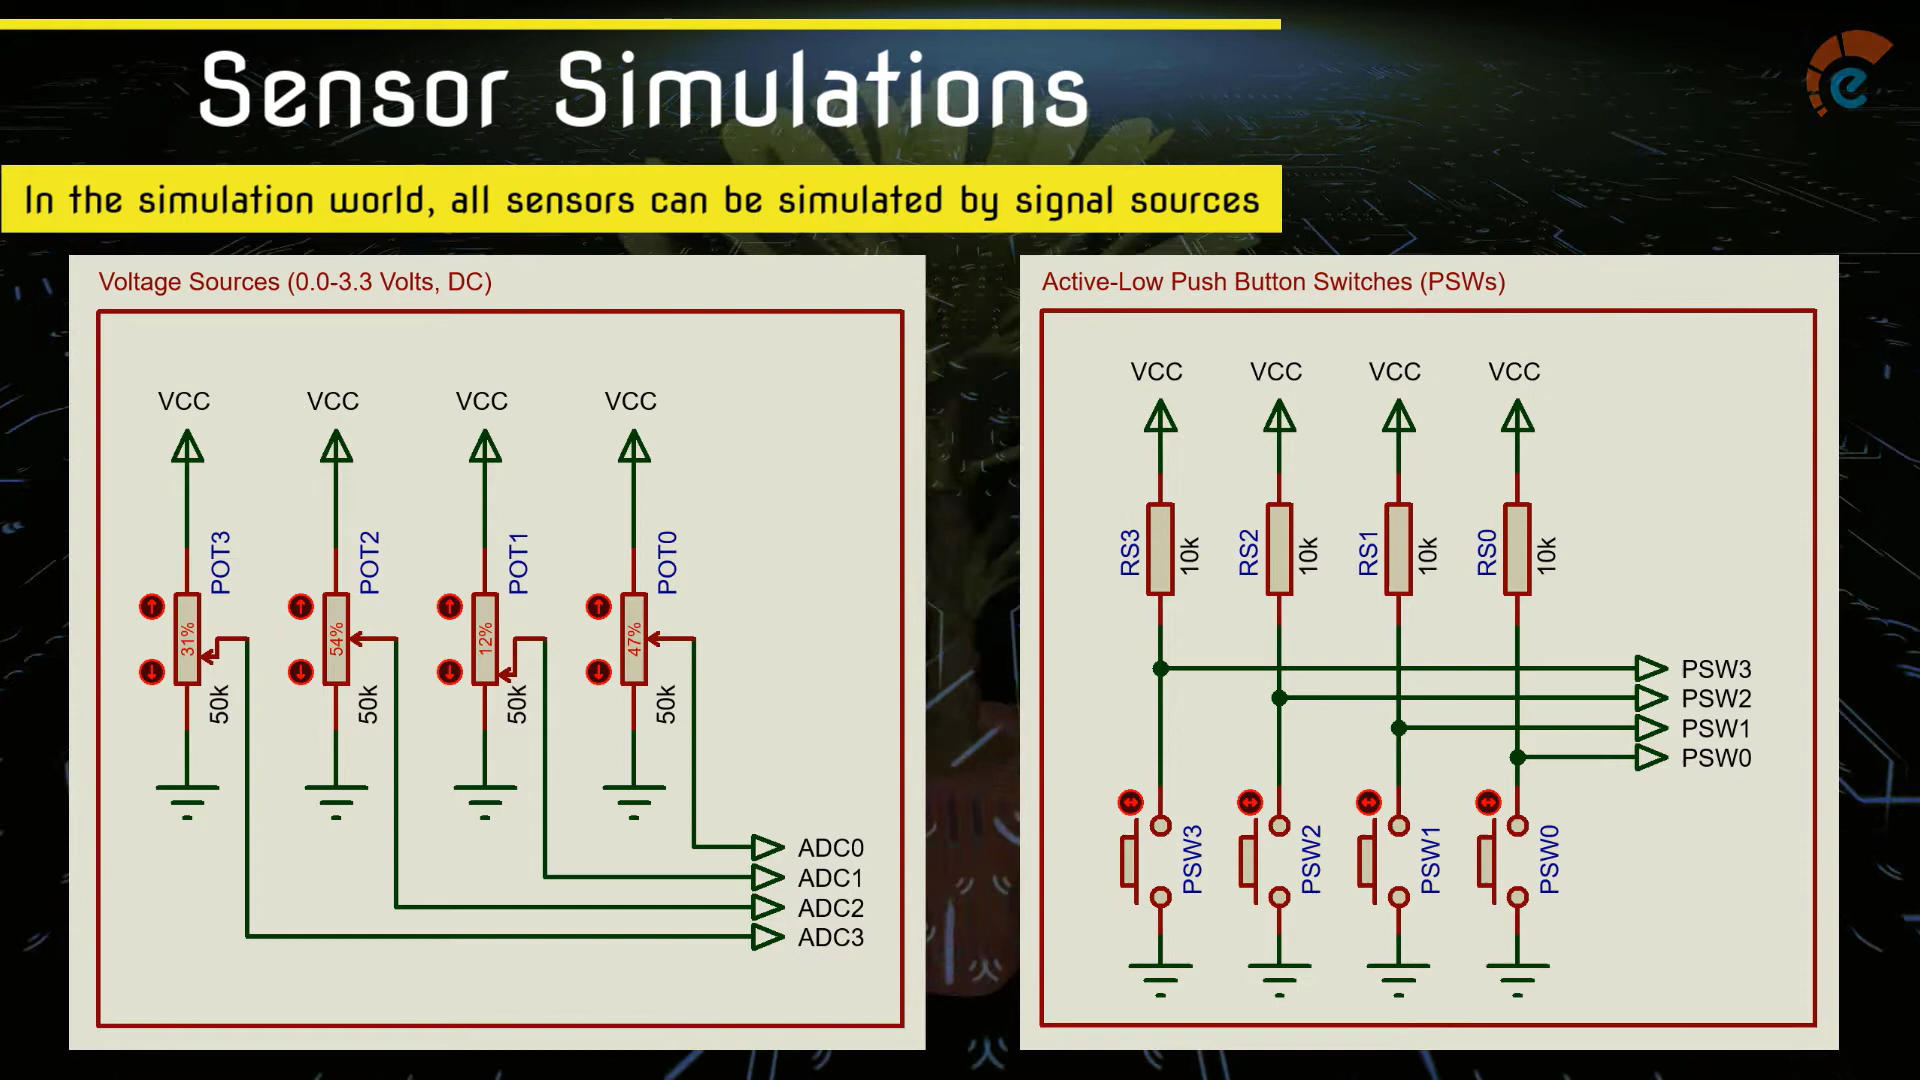 Sensor Simulations
In the simulation world, all sensors can be simulated by signal sources
Voltage Sources (0.0-3.3 Volts, DC)
VCC VCC VCC VCC
POT3 POT2 POT1 POT0
31% 54% 12% 47%
50k 50k 50k 50k
ADC0
ADC1
ADC2
ADC3
Active-Low Push Button Switches (PSWs)
VCC VCC VCC VCC
RS3 10k RS2 10k RS1 10k RS0 10k
PSW3
PSW2
PSW1
PSW0
PSW3 PSW2 PSW1 PSW0
e